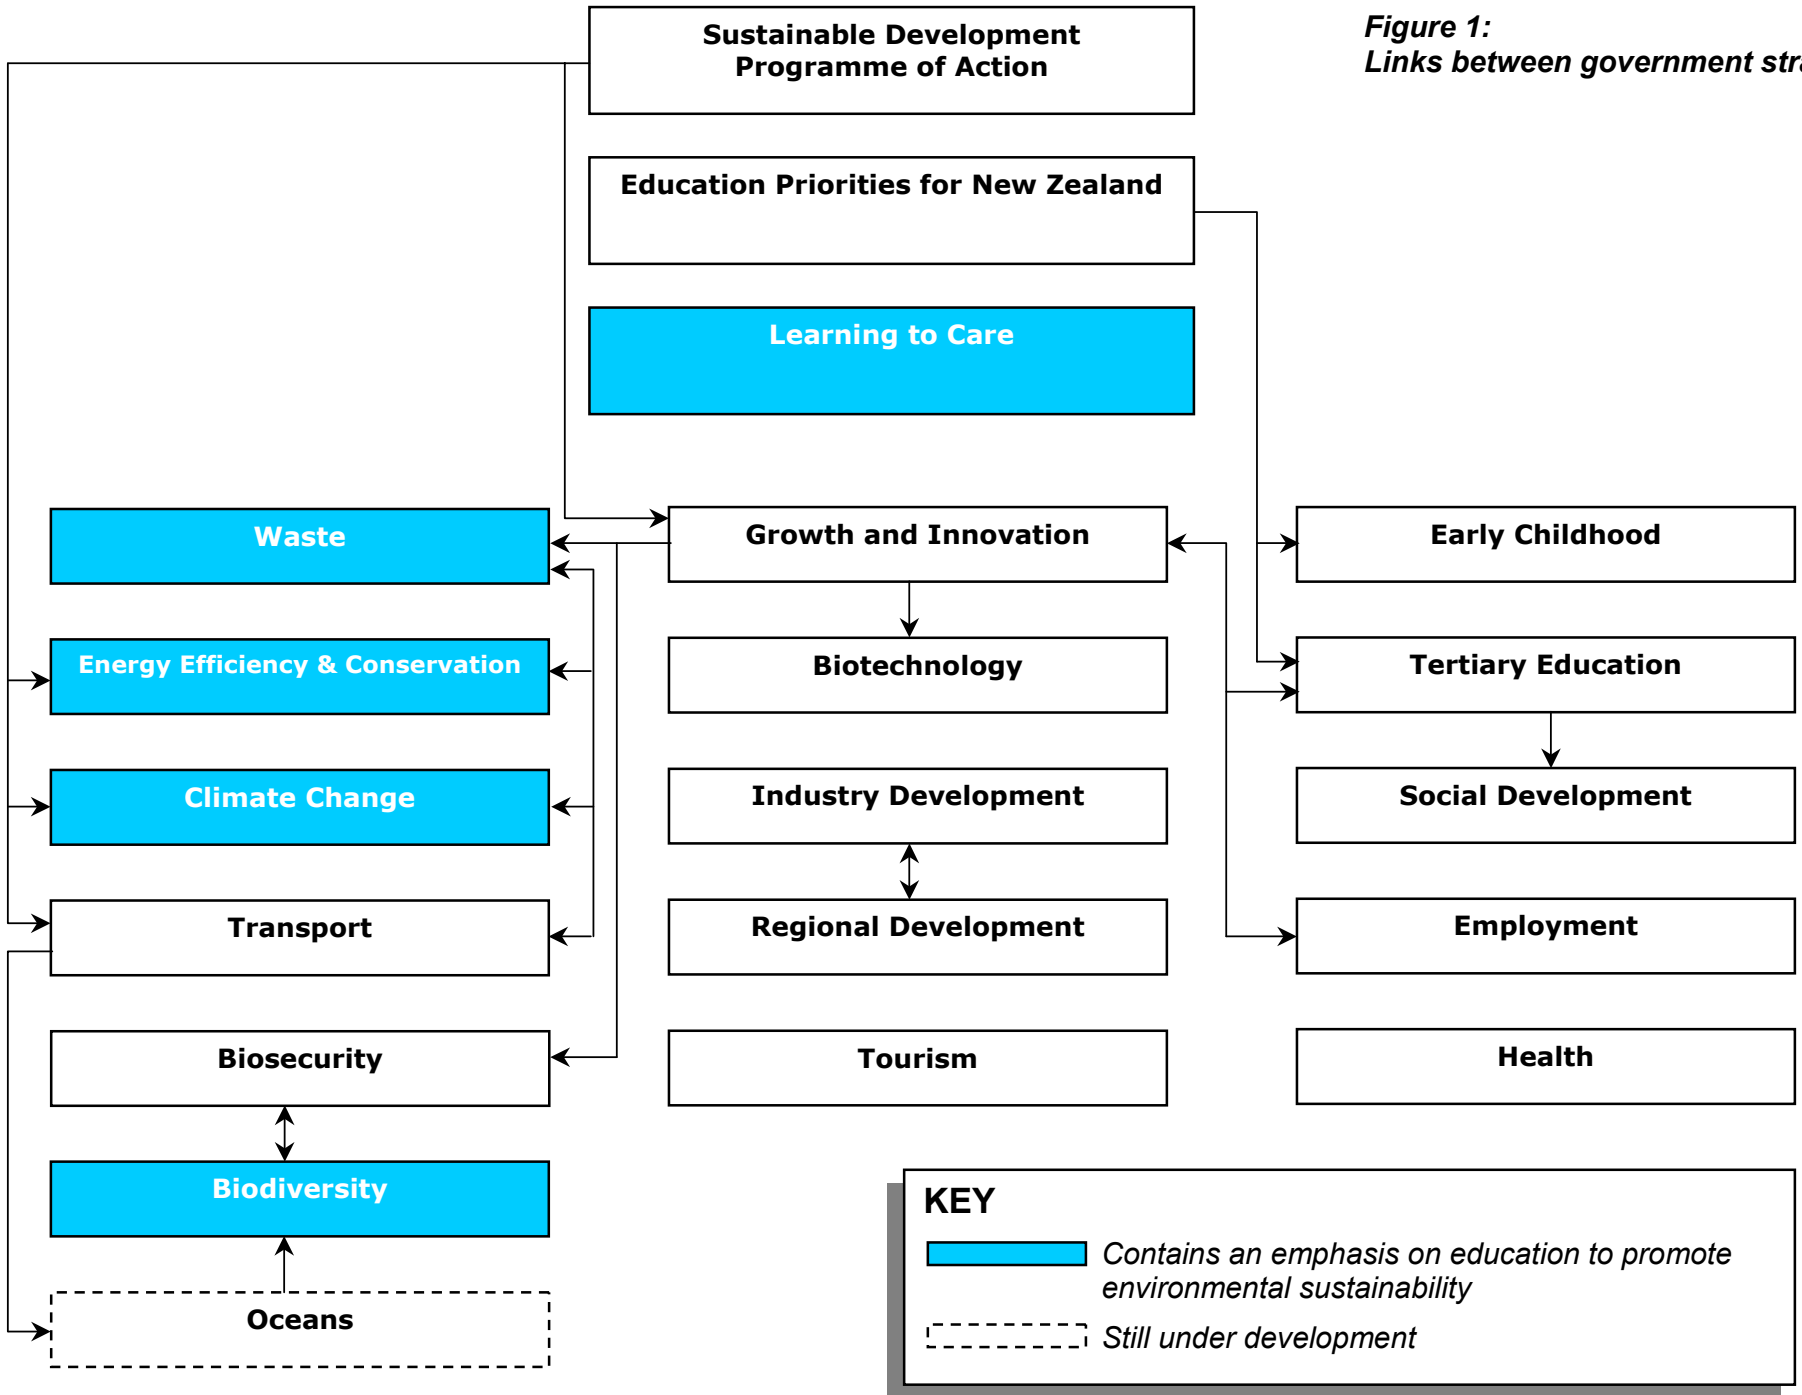 Figure 1:
Links between government
Sustainable Development
Programme of Action
Education Priorities for New Zealand
Learning to Care
Waste
Growth and Innovation
Early Childhood
Energy Efficiency & Conservation
Biotechnology
Tertiary Education
Climate Change
Industry Development
Social Development
Transport
Regional Development
Employment
Biosecurity
Tourism
Health
Biodiversity
Oceans
KEY
Contains an emphasis on education to promote
environmental sustainability
Still under development